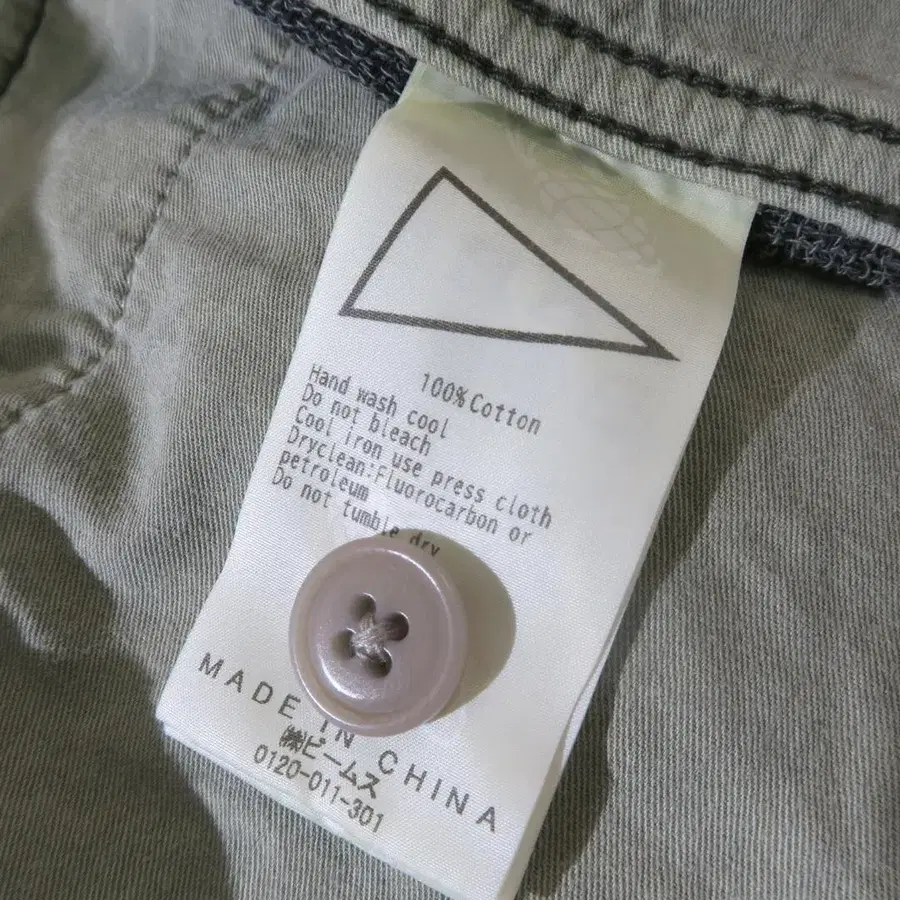 100%Cotton
Hand wash cool
Do not bleach
Cool iron use press cloth
Dryclean:Fluorocarbon or
petroleum
Do not tumble dry
MADE IN CHINA
㈱ビームス
0120-011-301